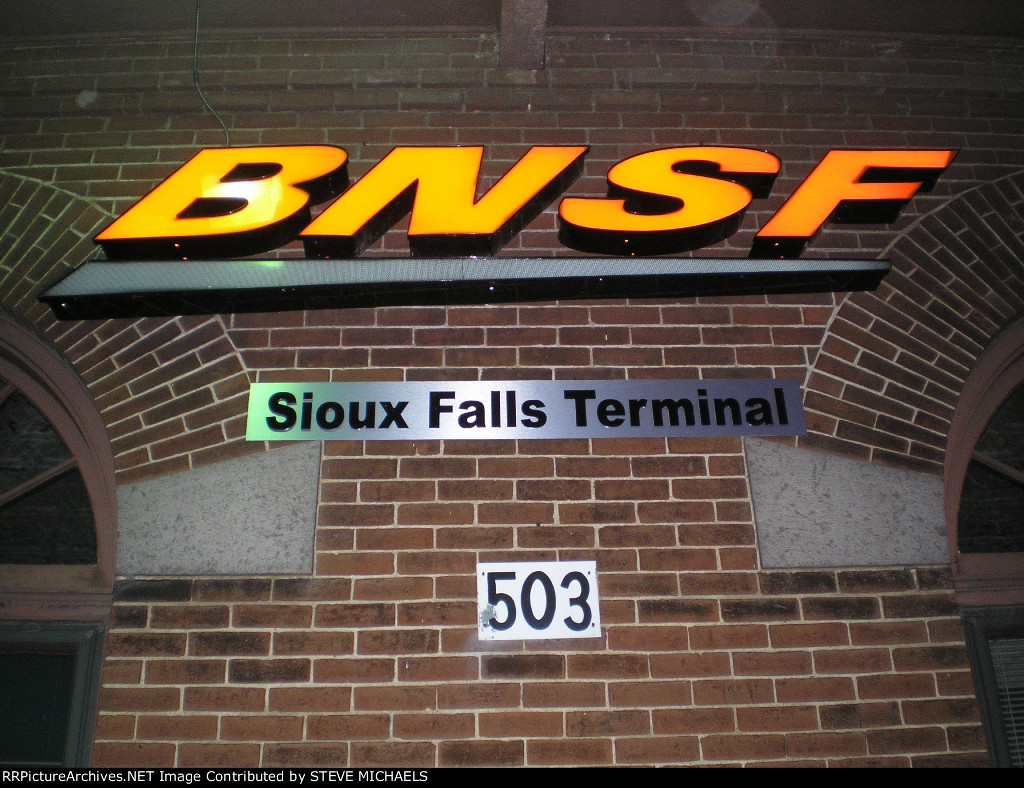 BNSF
Sioux Falls Terminal
503
RRPictureArchives.NET Image Contributed by STEVE MICHAELS